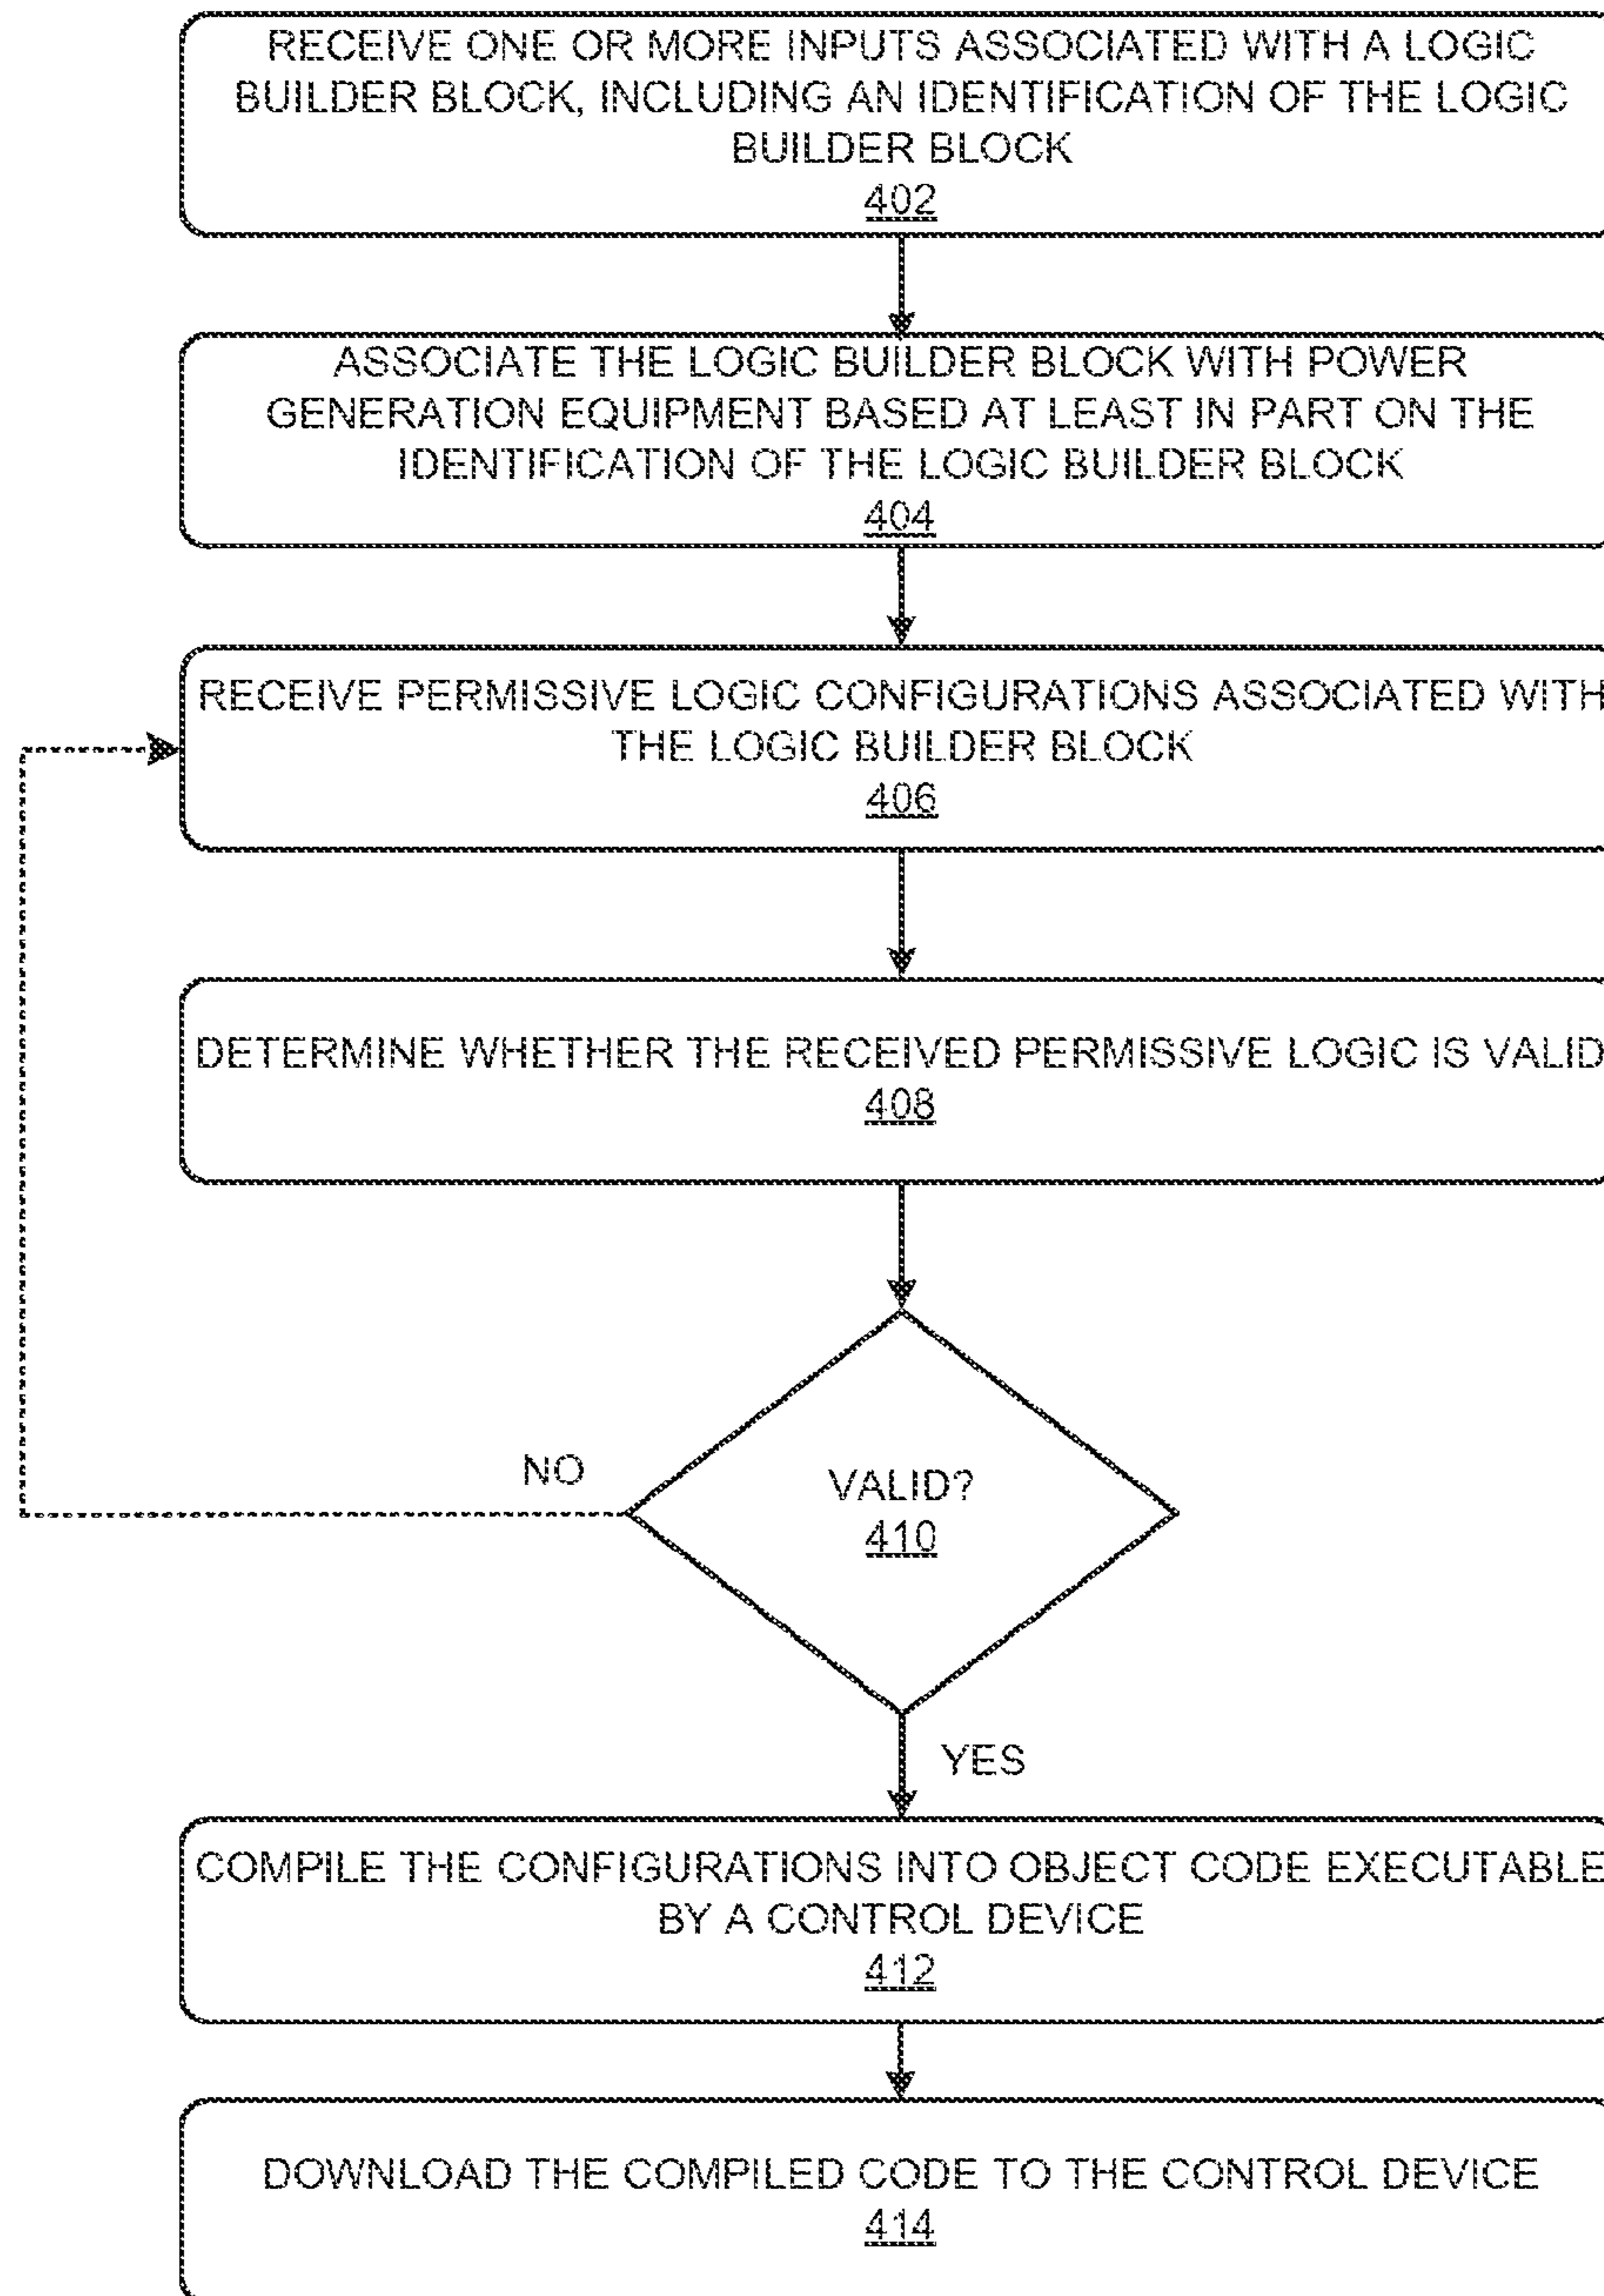 RECEIVE ONE OR MORE INPUTS ASSOCIATED WITH A LOGIC
BUILDER BLOCK, INCLUDING AN IDENTIFICATION OF THE LOGIC
BUILDER BLOCK
402
ASSOCIATE THE LOGIC BUILDER BLOCK WITH POWER
GENERATION EQUIPMENT BASED AT LEAST IN PART ON THE
IDENTIFICATION OF THE LOGIC BUILDER BLOCK
404
RECEIVE PERMISSIVE LOGIC CONFIGURATIONS ASSOCIATED WITH
THE LOGIC BUILDER BLOCK
406
DETERMINE WHETHER THE RECEIVED PERMISSIVE LOGIC IS VALID
408
NO
VALID?
410
YES
COMPILE THE CONFIGURATIONS INTO OBJECT CODE EXECUTABLE
BY A CONTROL DEVICE
412
DOWNLOAD THE COMPILED CODE TO THE CONTROL DEVICE
414